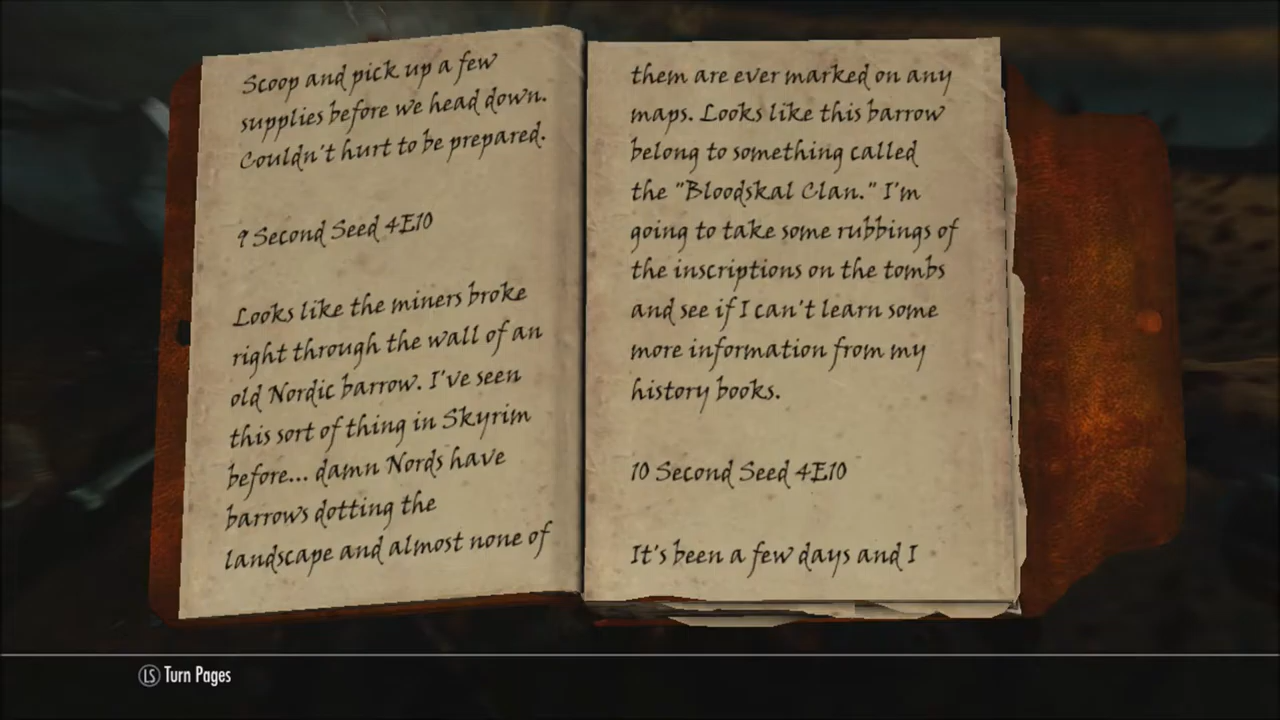 Scoop and pick up a few
supplies before we head down.
Couldn't hurt to be prepared.
9 Second Seed 4E10
Looks like the miners broke
right through the wall of an
old Nordic barrow. I've seen
this sort of thing in Skyrim
before... damn Nords have
barrows dotting the
landscape and almost none of
them are ever marked on any
maps. Looks like this barrow
belong to something called
the "Bloodskal Clan." I'm
going to take some rubbings of
the inscriptions on the tombs
and see if I can't learn some
more information from my
history books.
10 Second Seed 4E10
It's been a few days and I
LS Turn Pages